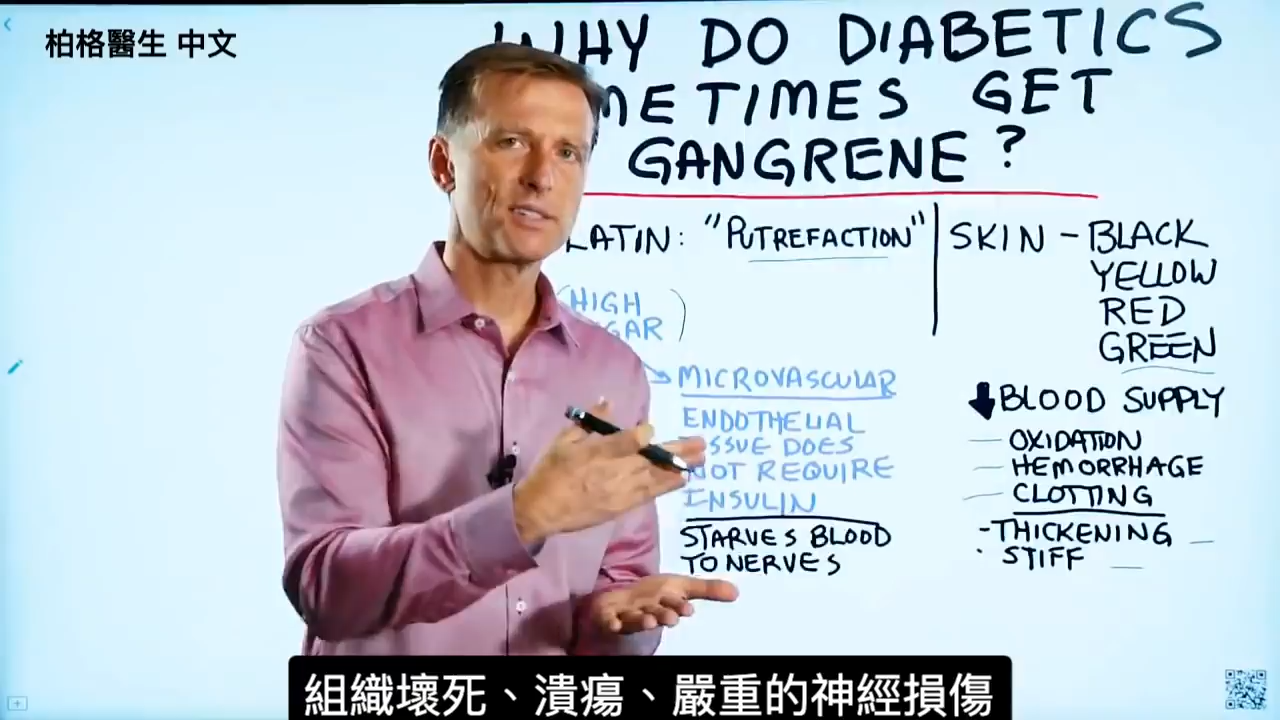 柏格醫生 中文
WHY DO DIABETICS
METIMES GET
GANGRENE?
LATIN: "PUTREFACTION"
SKIN - BLACK
YELLOW
RED
GREEN
(HIGH
GAR)
MICROVASCULAR
ENDOTHELIAL
ISSUE DOES
NOT REQUIRE
INSULIN
STARVES BLOOD
TO NERVES
BLOOD SUPPLY
- OXIDATION
- HEMORRHAGE
- CLOTTING
- THICKENING
· STIFF
組織壞死、潰瘍、嚴重的神經損傷